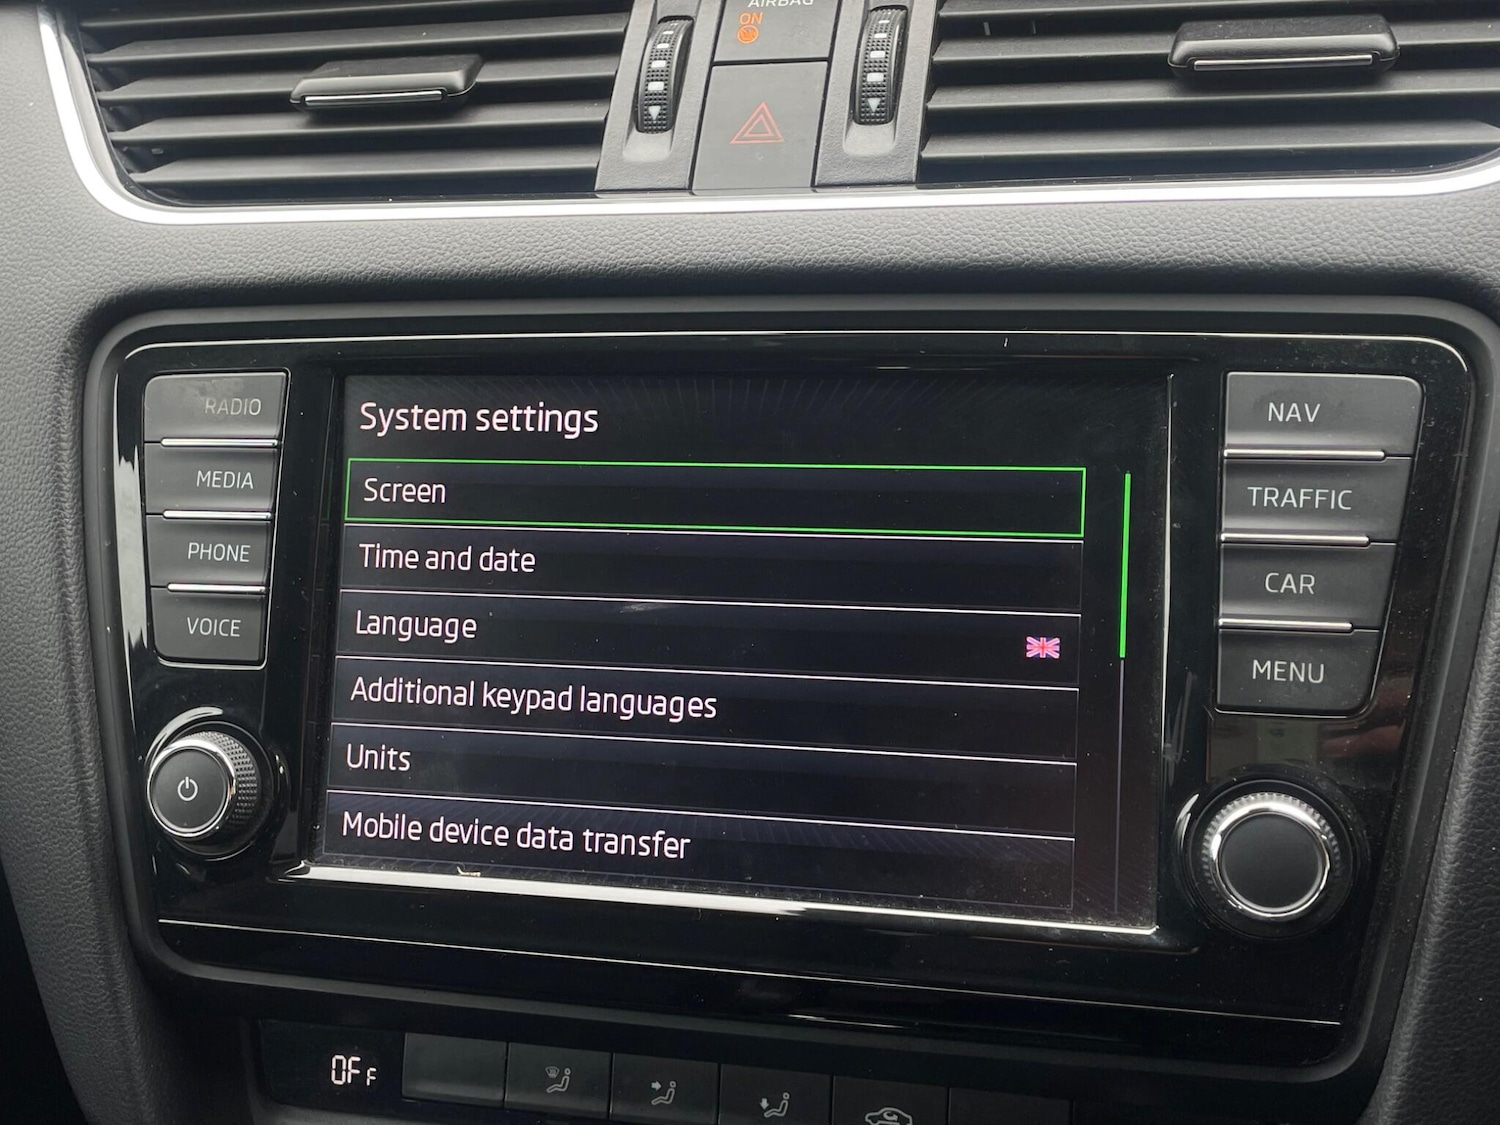 AIRBAG
ON
RADIO
MEDIA
PHONE
VOICE
System settings
Screen
Time and date
Language
Additional keypad languages
Units
Mobile device data transfer
NAV
TRAFFIC
CAR
MENU
OFF